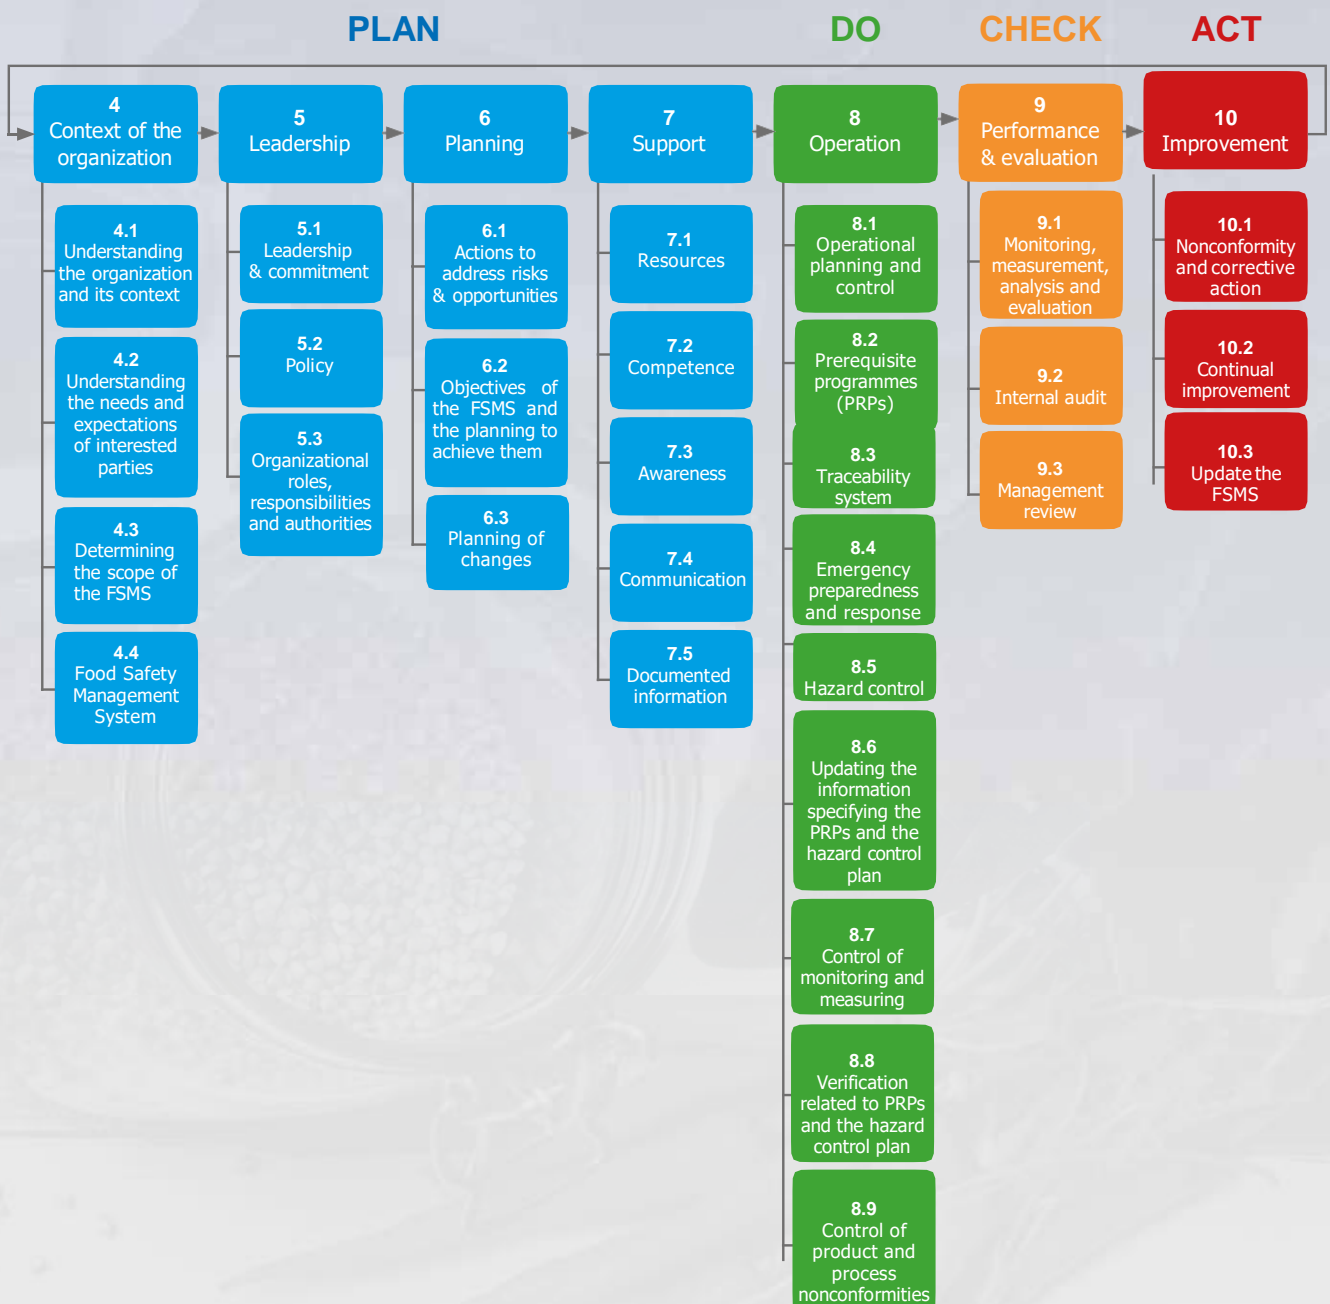 PLAN
DO
CHECK
ACT
4
Context of the
organization
5
Leadership
6
Planning
7
Support
8
Operation
9
Performance
& evaluation
10
Improvement
4.1
Understanding
the organization
and its context
4.2
Understanding
the needs and
expectations
of interested
parties
4.3
Determining
the scope of
the FSMS
4.4
Food Safety
Management
System
5.1
Leadership
& commitment
5.2
Policy
5.3
Organizational
roles,
responsibilities
and authorities
6.1
Actions to
address risks
& opportunities
6.2
Objectives of
the FSMS and
the planning to
achieve them
6.3
Planning of
changes
7.1
Resources
7.2
Competence
7.3
Awareness
7.4
Communication
7.5
Documented
information
8.1
Operational
planning and
control
8.2
Prerequisite
programmes
(PRPs)
8.3
Traceability
system
8.4
Emergency
preparedness
and response
8.5
Hazard control
8.6
Updating the
information
specifying the
PRPs and the
hazard control
plan
8.7
Control of
monitoring and
measuring
8.8
Verification
related to PRPs
and the hazard
control plan
8.9
Control of
product and
process
nonconformities
9.1
Monitoring,
measurement,
analysis and
evaluation
9.2
Internal audit
9.3
Management
review
10.1
Nonconformity
and corrective
action
10.2
Continual
improvement
10.3
Update the
FSMS